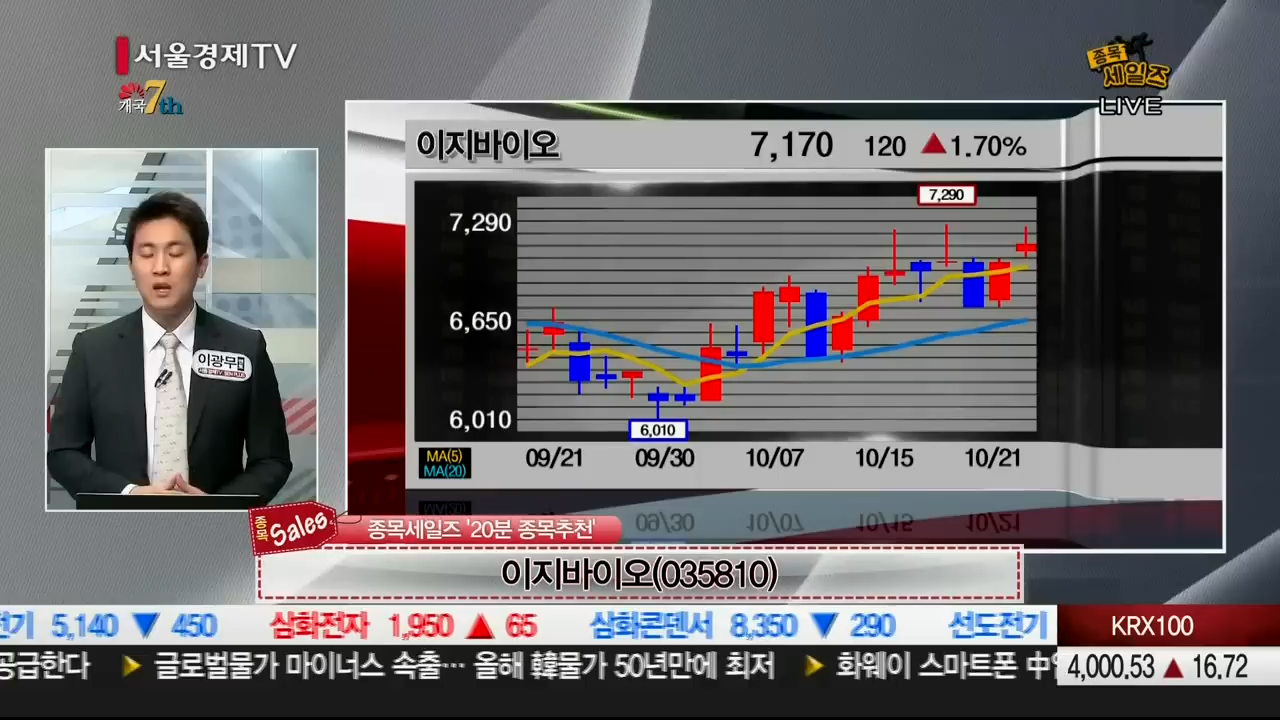 서울경제TV
개국 7th
종목 세일즈
LIVE
이지바이오 7,170 120 ▲1.70%
7,290
7,290
6,650
6,010
6,010
MA(5)
MA(20)
09/21 09/30 10/07 10/15 10/21
이광무
종목 Sales
종목세일즈 '20분 종목추천'
이지바이오(035810)
전기 5,140 ▼ 450 삼화전자 1,950 ▲ 65 삼화콘덴서 8,350 ▼ 290 선도전기
KRX100
공급한다 ▶ 글로벌물가 마이너스 속출… 올해 韓물가 50년만에 최저 ▶ 화웨이 스마트폰 中
4,000.53 ▲ 16.72